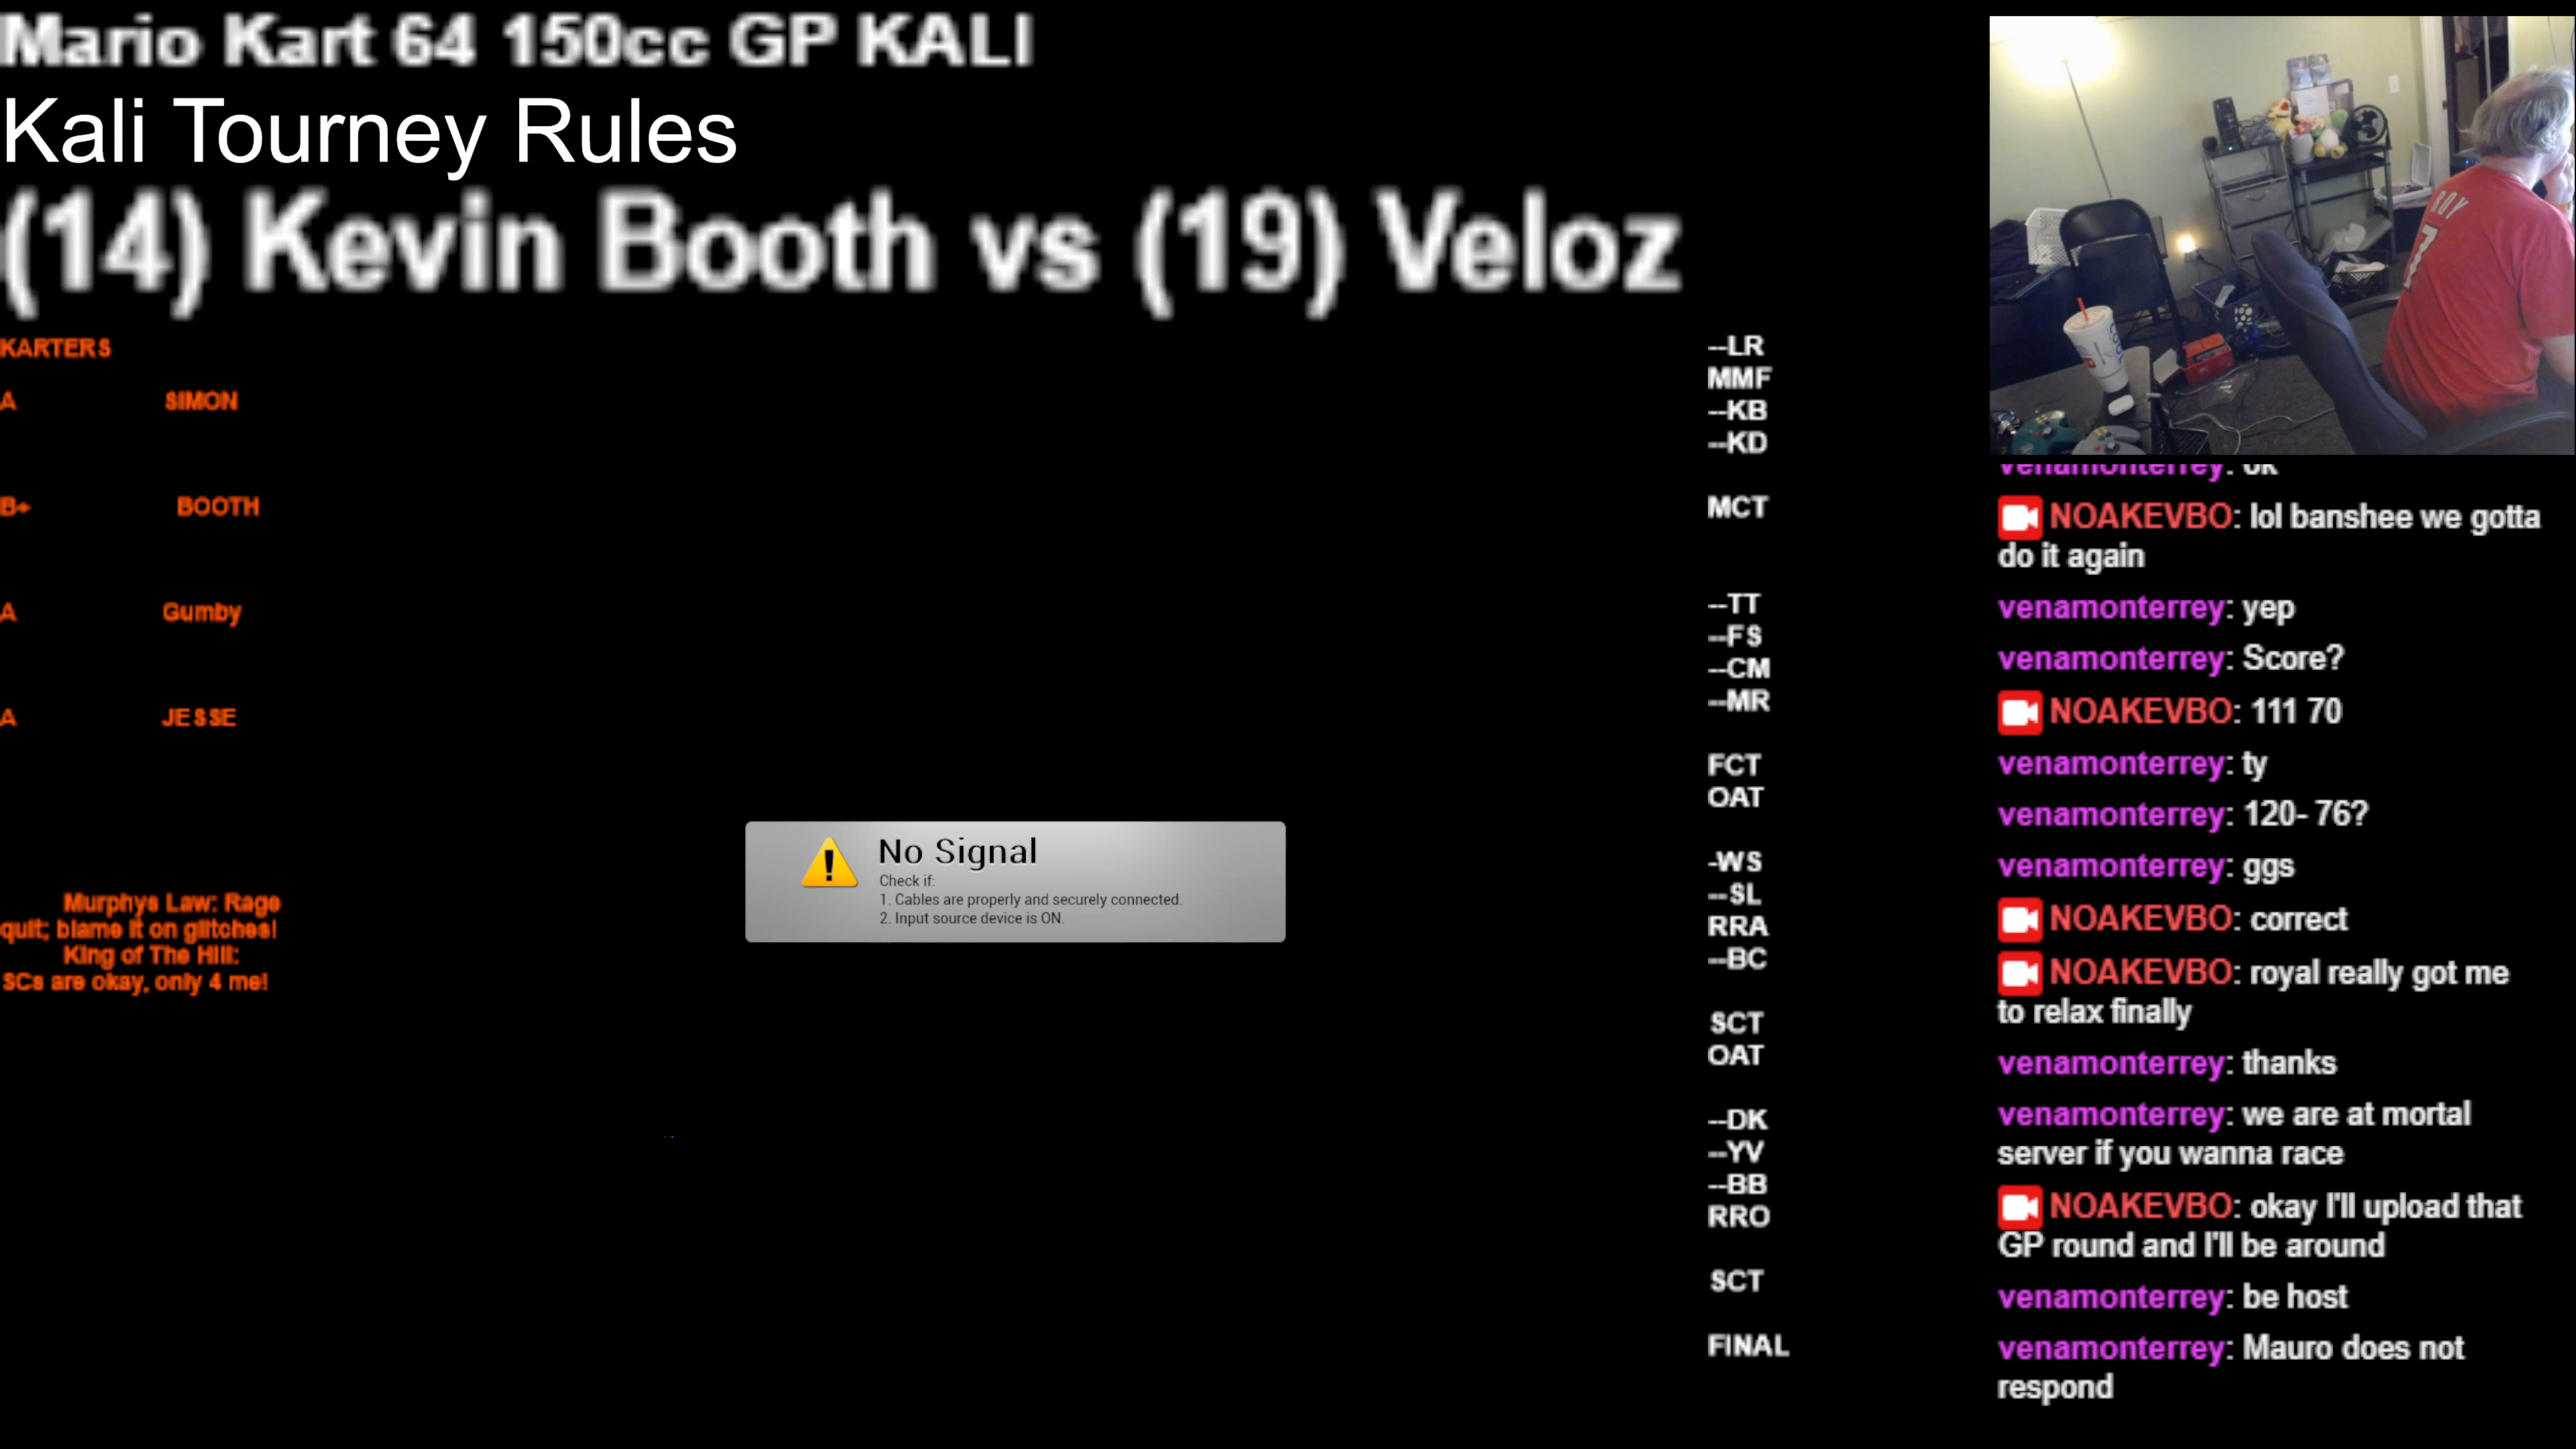 Mario Kart 64 150cc GP KALI
Kali Tourney Rules
(14) Kevin Booth vs (19) Veloz
KARTERS
A SIMON
B+ BOOTH
A Gumby
A JESSE
Murphys Law: Rage
quit; blame it on glitches!
King of The Hill:
SCs are okay, only 4 me!
No Signal
Check if:
1. Cables are properly and securely connected.
2. Input source device is ON.
--LR
MMF
--KB
--KD
MCT
--TT
--FS
--CM
--MR
FCT
OAT
-WS
--SL
RRA
--BC
SCT
OAT
--DK
--YV
--BB
RRO
SCT
FINAL
ROY
7
venamonterrey: ok
NOAKEVBO: lol banshee we gotta
do it again
venamonterrey: yep
venamonterrey: Score?
NOAKEVBO: 111 70
venamonterrey: ty
venamonterrey: 120- 76?
venamonterrey: ggs
NOAKEVBO: correct
NOAKEVBO: royal really got me
to relax finally
venamonterrey: thanks
venamonterrey: we are at mortal
server if you wanna race
NOAKEVBO: okay I'll upload that
GP round and I'll be around
venamonterrey: be host
venamonterrey: Mauro does not
respond